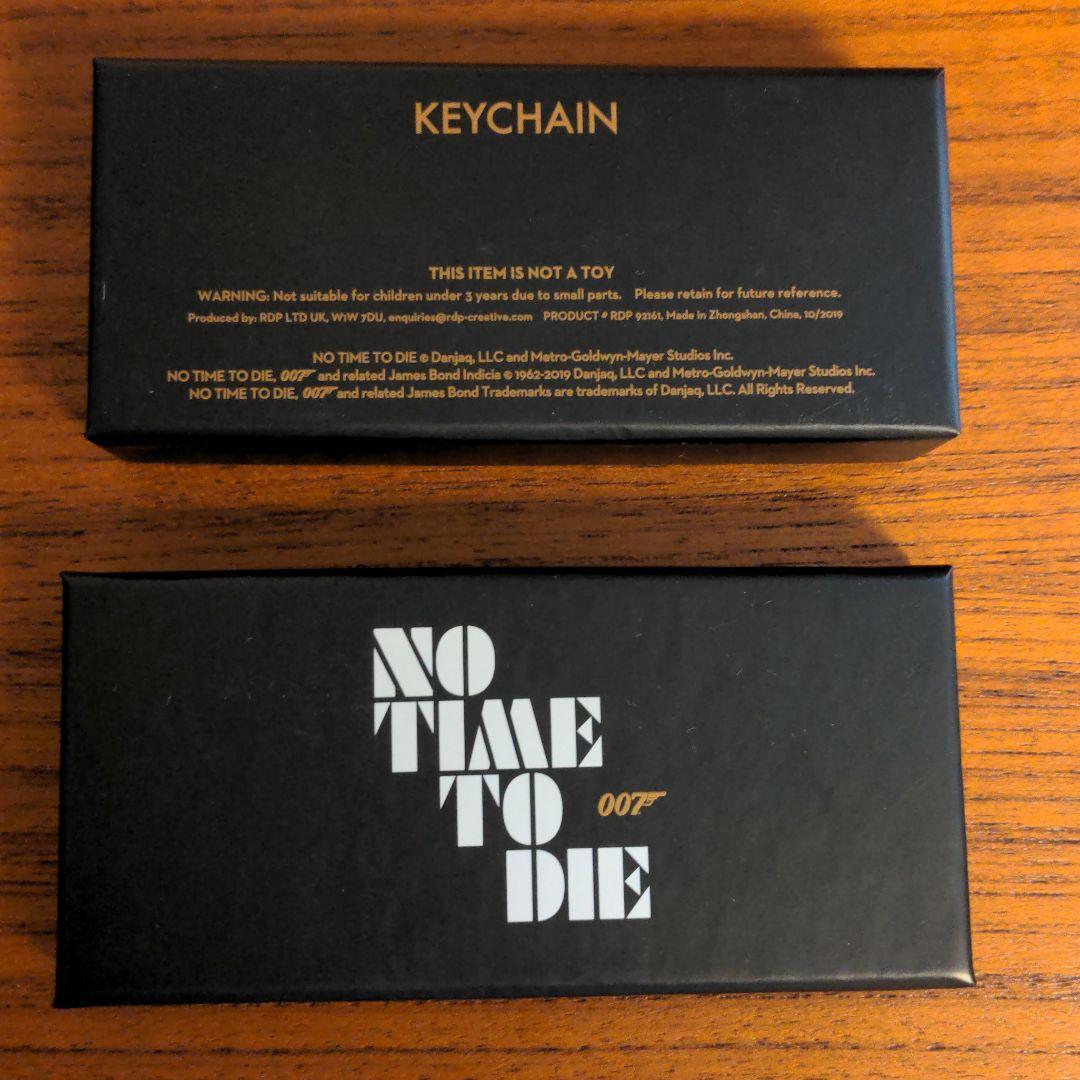 KEYCHAIN
THIS ITEM IS NOT A TOY
WARNING: Not suitable for children under 3 years due to small parts. Please retain for future reference.
Produced by: RDP LTD UK, W1W 7DU, enquiries@rdp-creative.com PRODUCT # RDP 92161, Made in Zhongshan, China, 10/2019
NO TIME TO DIE © Danjaq, LLC and Metro-Goldwyn-Mayer Studios Inc.
NO TIME TO DIE, 007 and related James Bond Indicia © 1962-2019 Danjaq, LLC and Metro-Goldwyn-Mayer Studios Inc.
NO TIME TO DIE, 007 and related James Bond Trademarks are trademarks of Danjaq, LLC. All Rights Reserved.
NO
TIME
TO
007
DIE